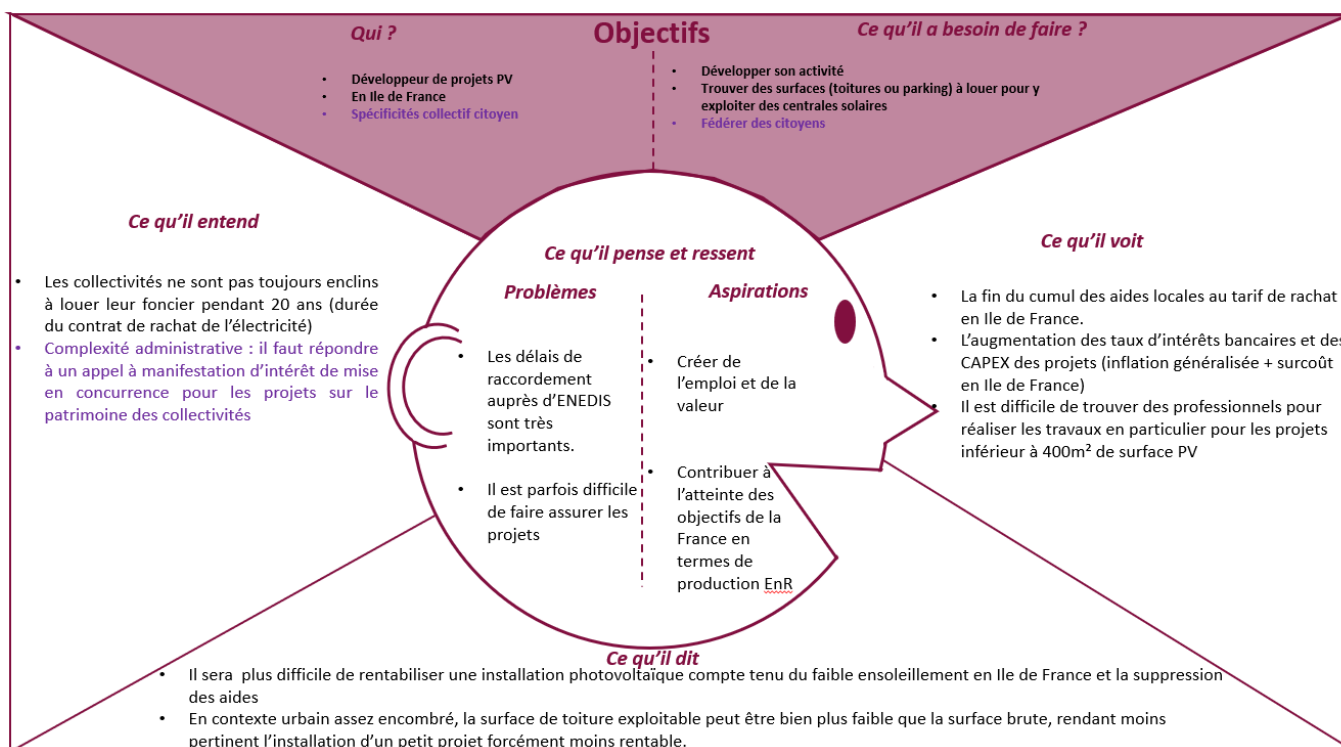 Objectifs
Qui ?
• Développeur de projets PV
• En Ile de France
• Spécificités collectif citoyen
Ce qu'il a besoin de faire ?
• Développer son activité
• Trouver des surfaces (toitures ou parking) à louer pour y
exploiter des centrales solaires
• Fédérer des citoyens
Ce qu'il entend
• Les collectivités ne sont pas toujours enclins
à louer leur foncier pendant 20 ans (durée
du contrat de rachat de l'électricité)
• Complexité administrative : il faut répondre
à un appel à manifestation d'intérêt de mise
en concurrence pour les projets sur le
patrimoine des collectivités
Ce qu'il pense et ressent
Problèmes
• Les délais de
raccordement
auprès d'ENEDIS
sont très
importants.
• Il est parfois difficile
de faire assurer les
projets
Aspirations
• Créer de
l'emploi et de la
valeur
• Contribuer à
l'atteinte des
objectifs de la
France en
termes de
production EnR
Ce qu'il voit
• La fin du cumul des aides locales au tarif de rachat
en Ile de France.
• L'augmentation des taux d'intérêts bancaires et des
CAPEX des projets (inflation généralisée + surcoût
en Ile de France)
• Il est difficile de trouver des professionnels pour
réaliser les travaux en particulier pour les projets
inférieur à 400m² de surface PV
Ce qu'il dit
• Il sera plus difficile de rentabiliser une installation photovoltaïque compte tenu du faible ensoleillement en Ile de France et la suppression
des aides
• En contexte urbain assez encombré, la surface de toiture exploitable peut être bien plus faible que la surface brute, rendant moins
pertinent l'installation d'un petit projet forcément moins rentable.